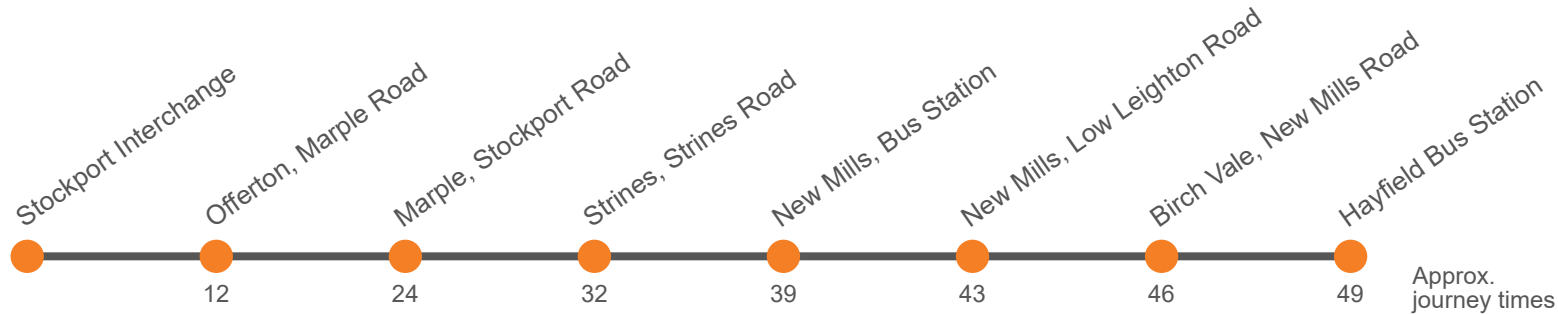 Stockport Interchange
Offerton, Marple Road
Marple, Stockport Road
Strines, Strines Road
New Mills, Bus Station
New Mills, Low Leighton Road
Birch Vale, New Mills Road
Hayfield Bus Station
12
24
32
39
43
46
49
Approx.
journey times